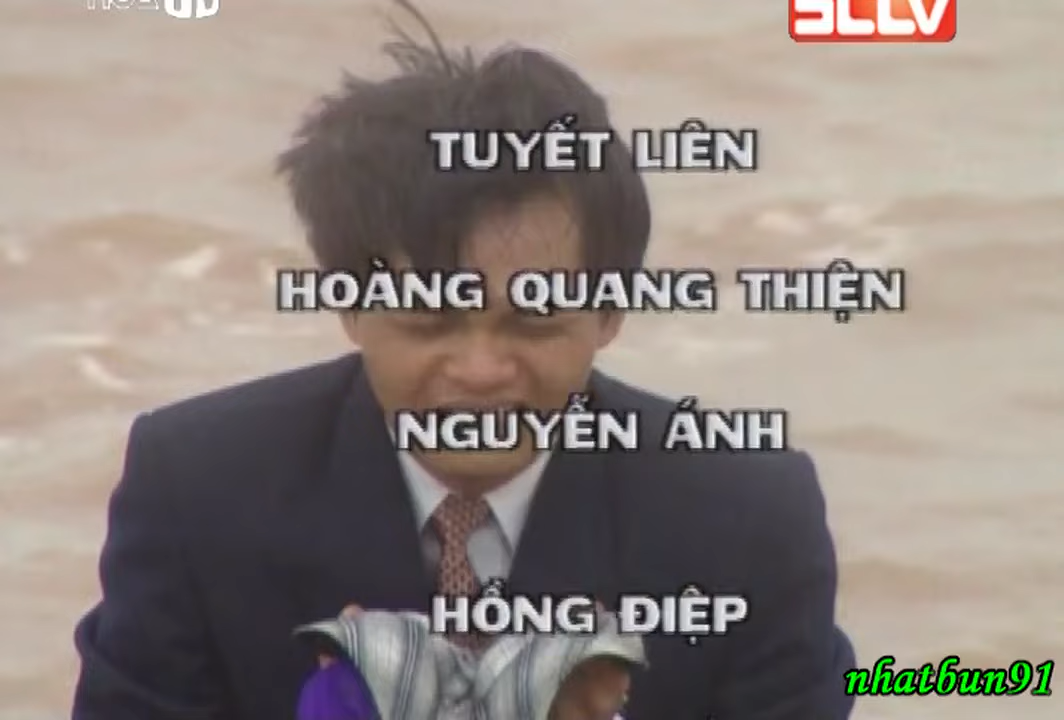 SCTV
TUYẾT LIÊN
HOÀNG QUANG THIỆN
NGUYỄN ÁNH
HỒNG ĐIỆP
nhatbun91